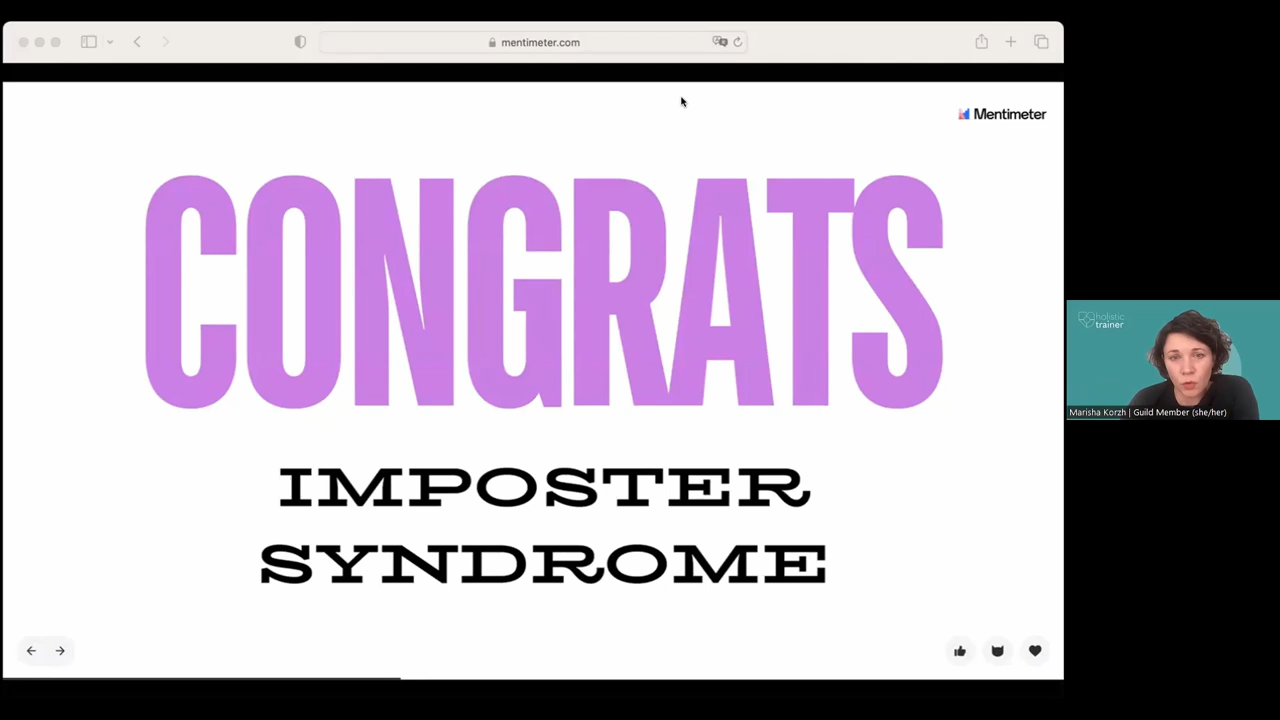 mentimeter.com
Mentimeter
CONGRATS
IMPOSTER
SYNDROME
holistic
trainer
Marisha Korzh | Guild Member (she/her)